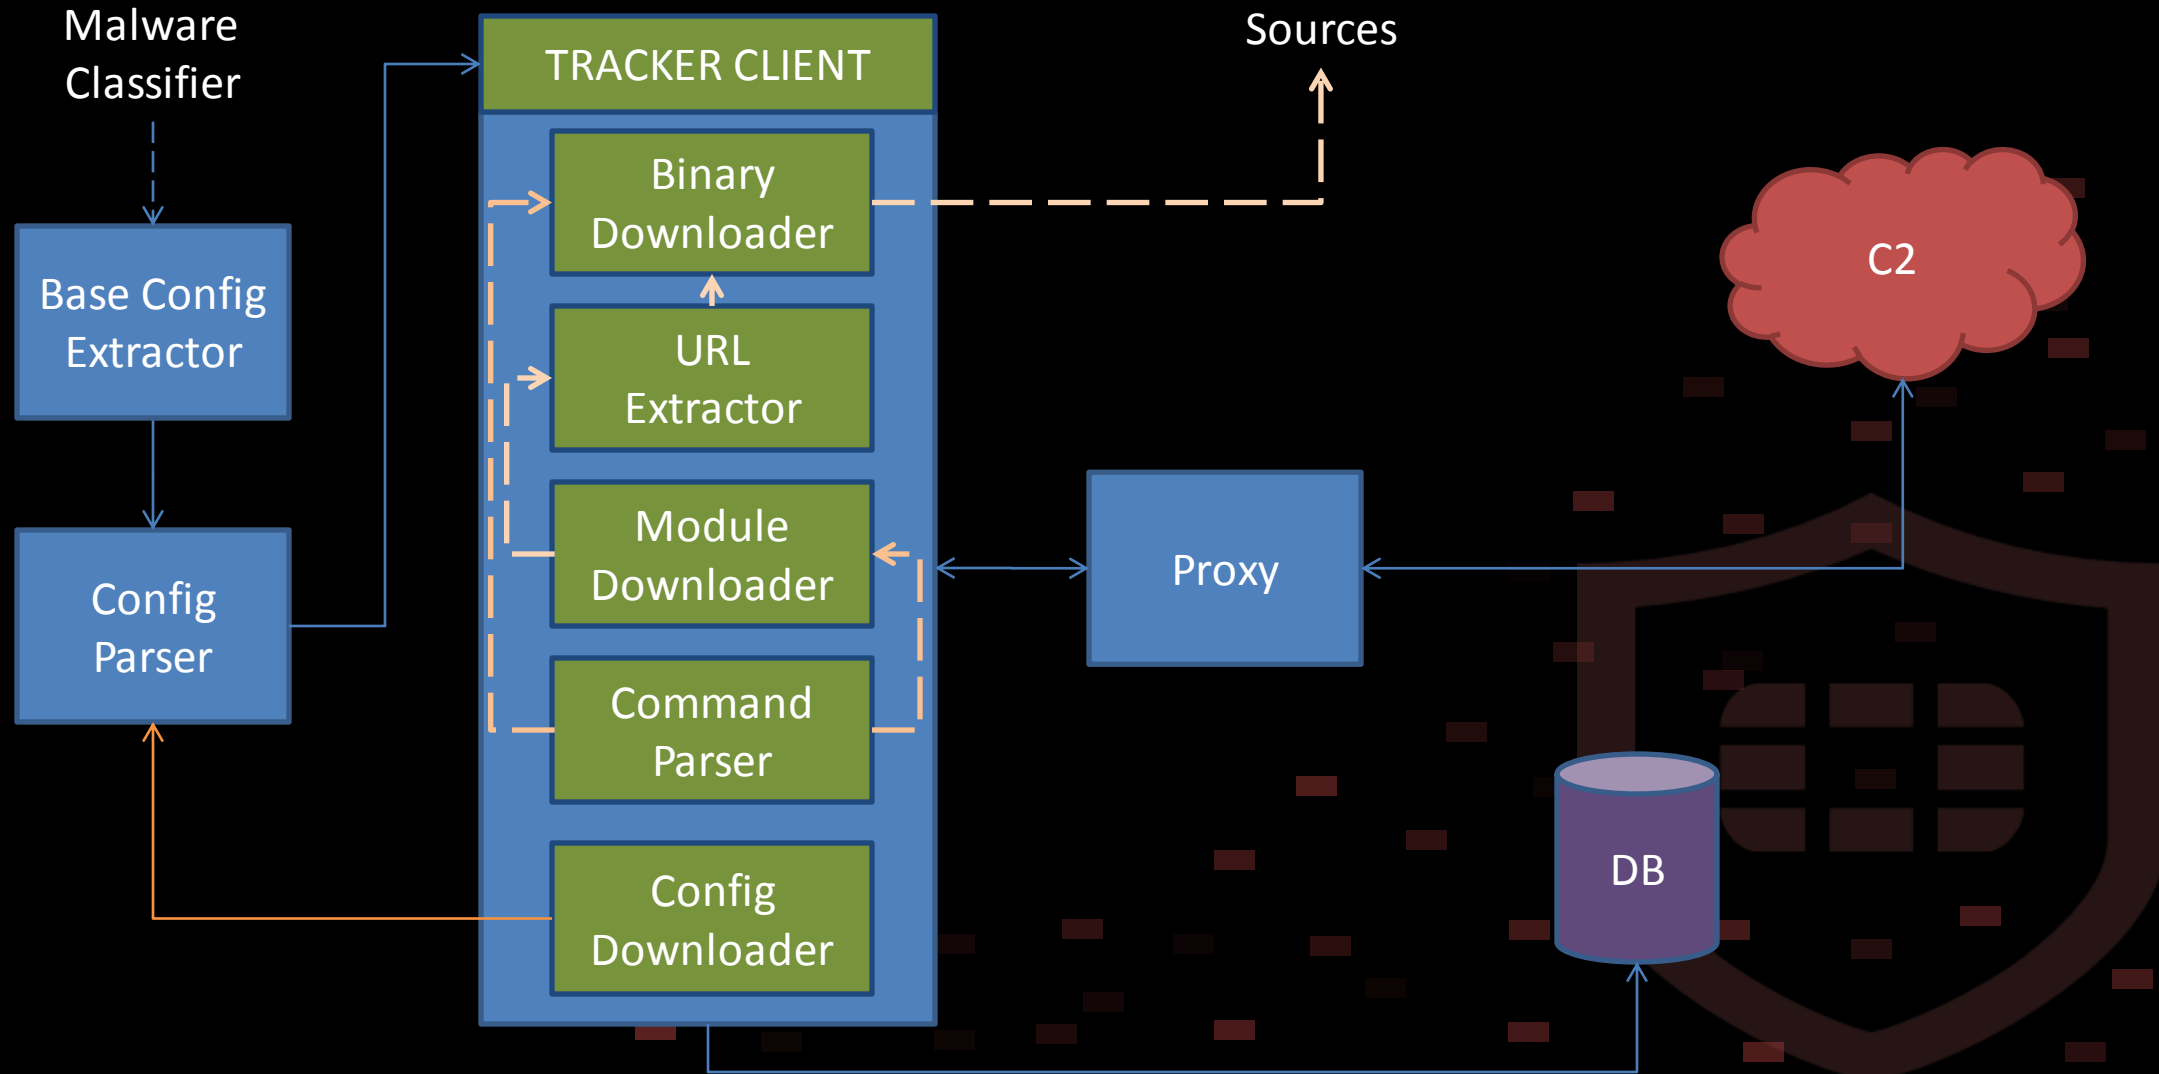 Malware
Classifier
Base Config
Extractor
Config
Parser
TRACKER CLIENT
Binary
Downloader
URL
Extractor
Module
Downloader
Command
Parser
Config
Downloader
Sources
Proxy
C2
DB